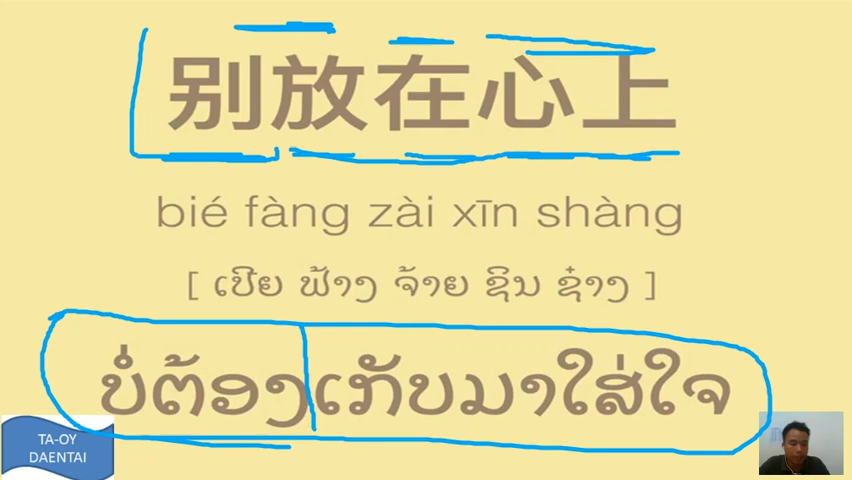 别放在心上
bié fàng zài xīn shàng
[ ເປີຍ ຟ້າງ ຈ້າຍ ຊິນ ຊ໋າງ ]
ບໍ່ຕ້ອງເກັບມາໃສ່ໃຈ
TA-OY
DAENTAI